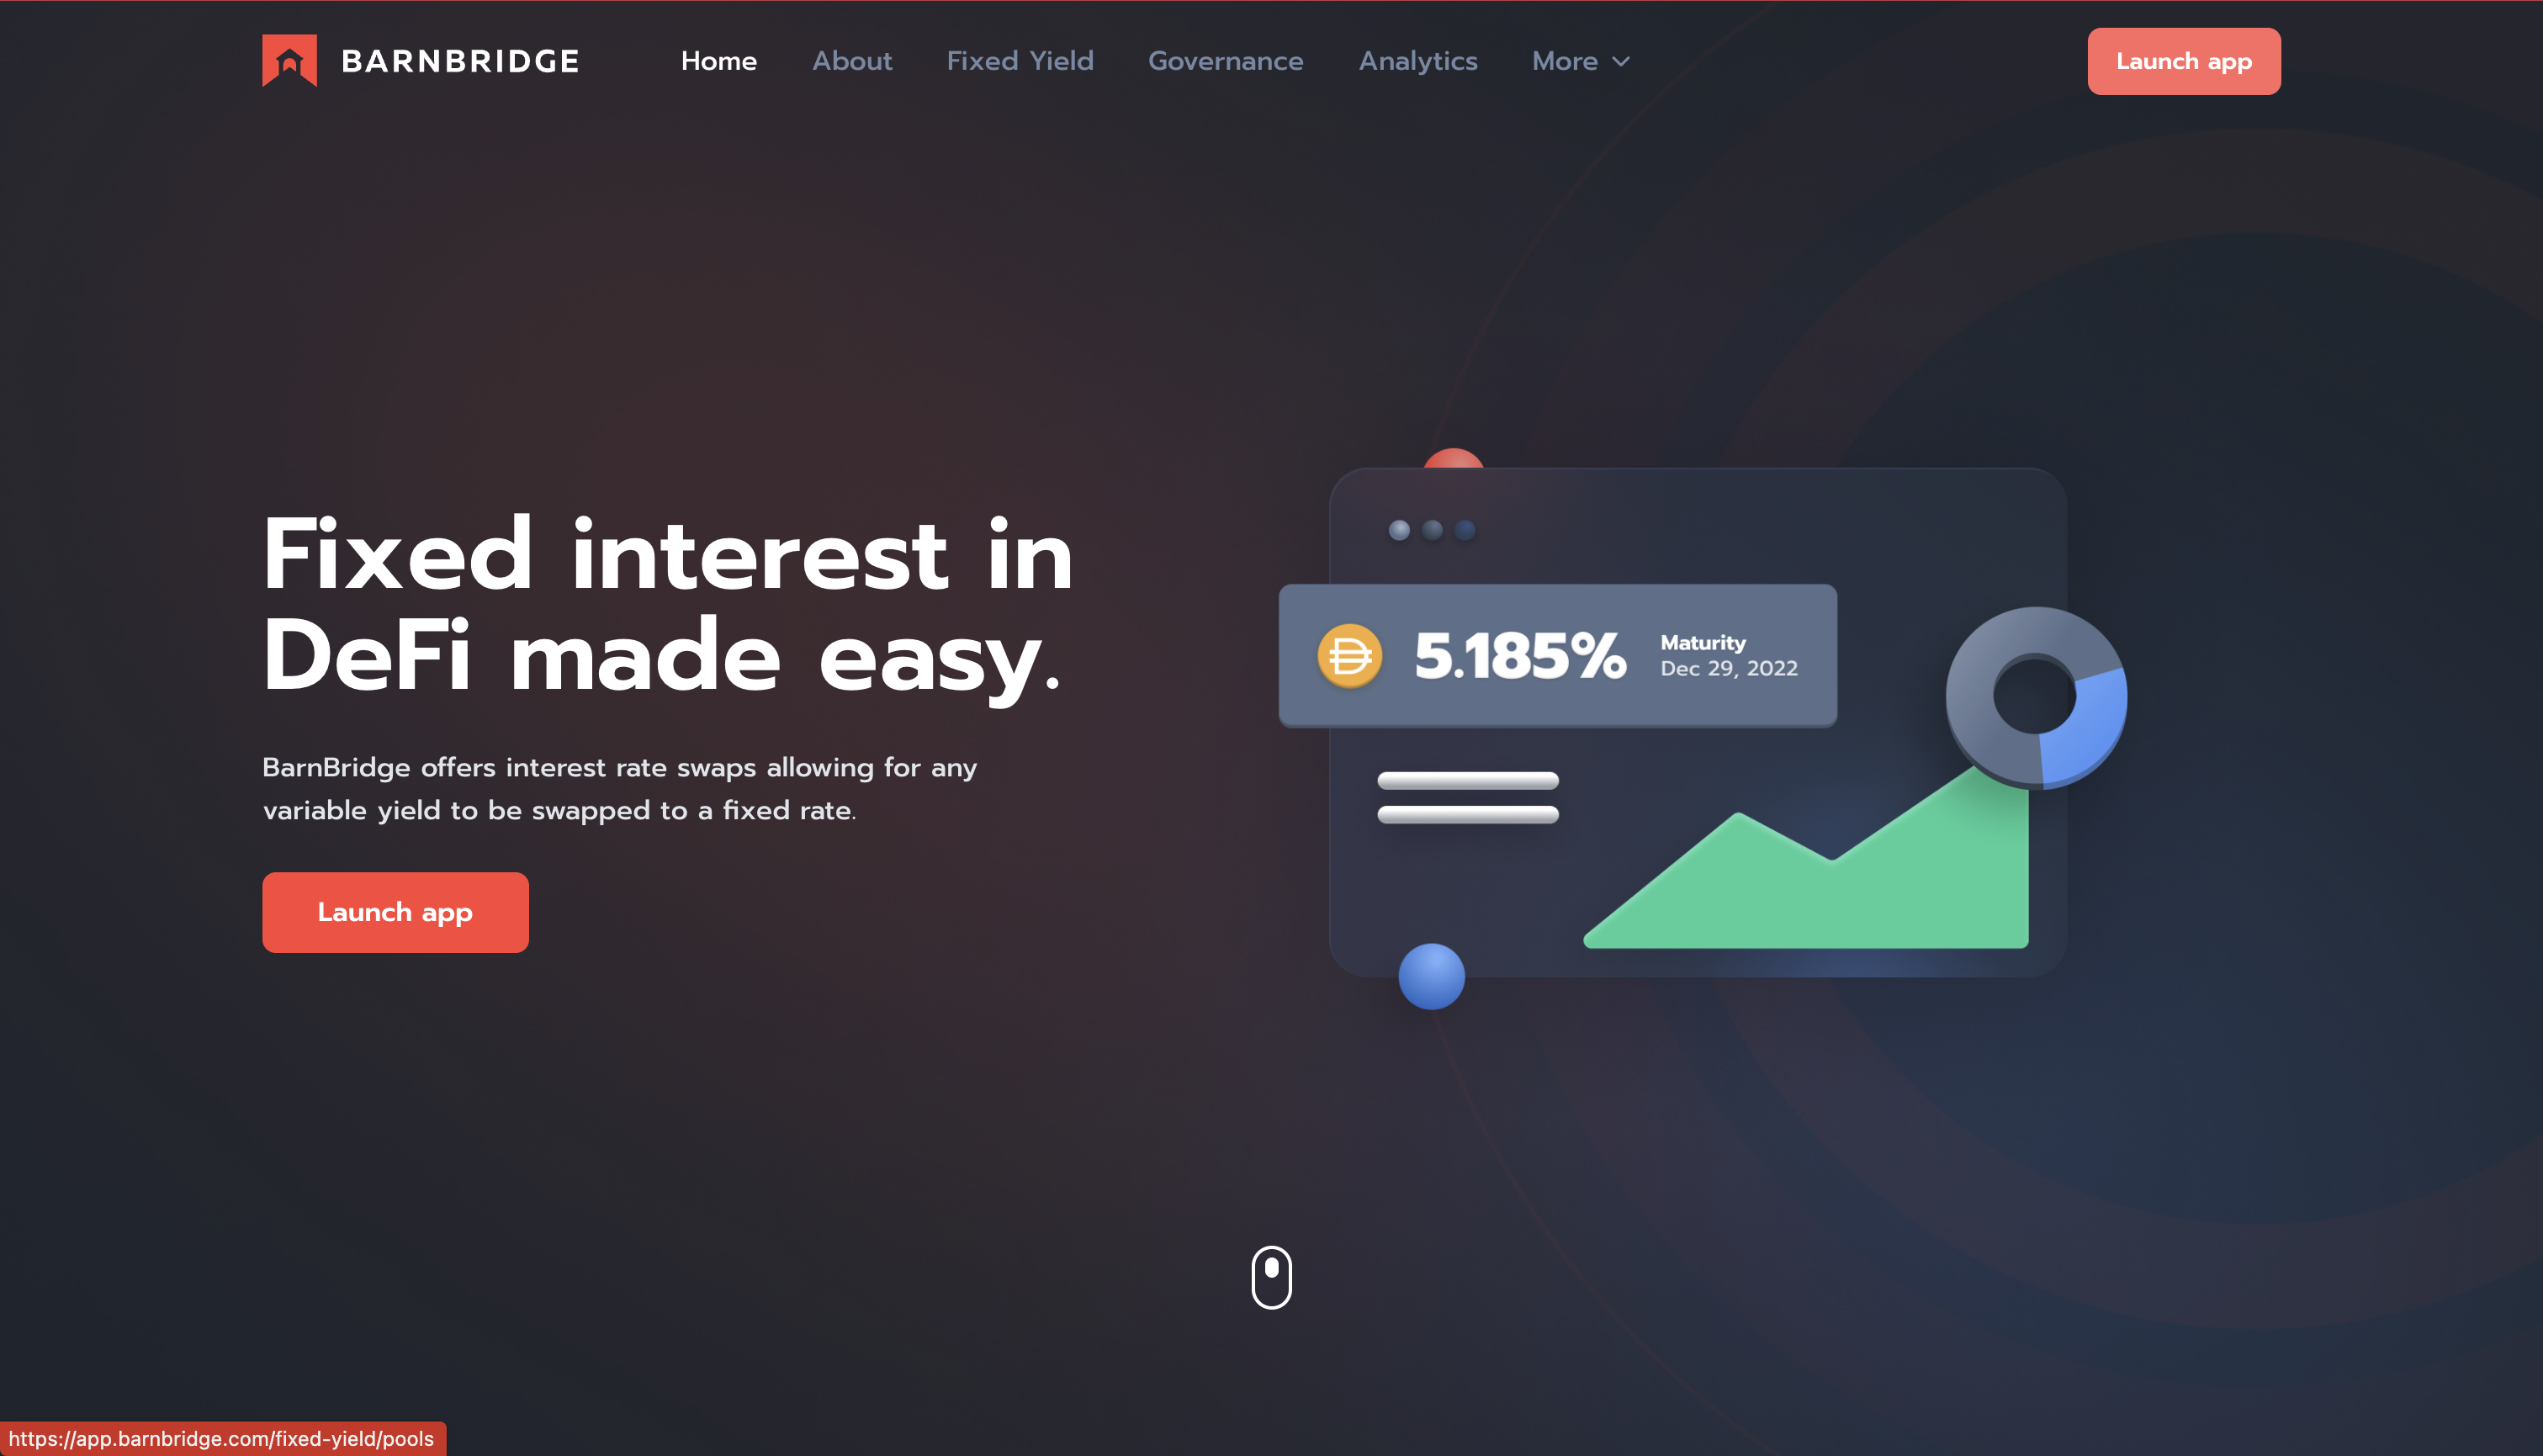 BARNBRIDGE
Home
About
Fixed Yield
Governance
Analytics
More
Launch app
Fixed interest in
DeFi made easy.
BarnBridge offers interest rate swaps allowing for any
variable yield to be swapped to a fixed rate.
Launch app
5.185%
Maturity
Dec 29, 2022
https://app.barnbridge.com/fixed-yield/pools